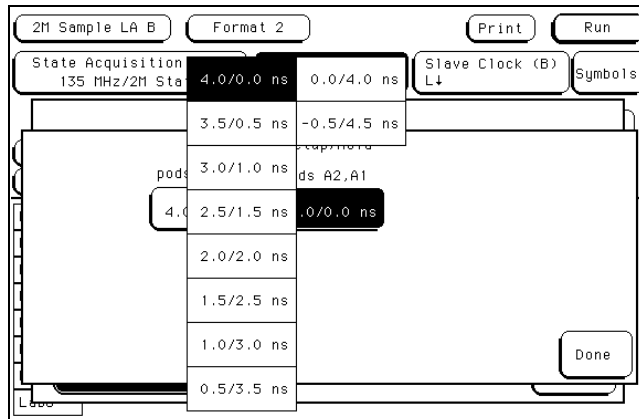 2M Sample LA B
Format 2
Print
Run
State Acquisition
135 MHz/2M Sta
Slave Clock (B)
L↓
Symbols
4.0/0.0 ns
0.0/4.0 ns
3.5/0.5 ns
-0.5/4.5 ns
3.0/1.0 ns
pods
ds A2,A1
2.5/1.5 ns
4.0
.0/0.0 ns
2.0/2.0 ns
1.5/2.5 ns
1.0/3.0 ns
Done
0.5/3.5 ns